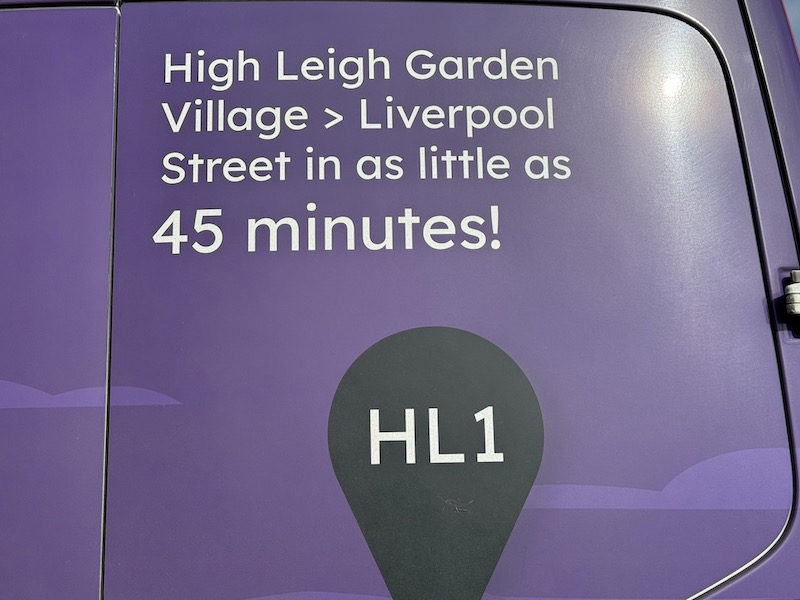 High Leigh Garden
Village > Liverpool
Street in as little as
45 minutes!
HL1